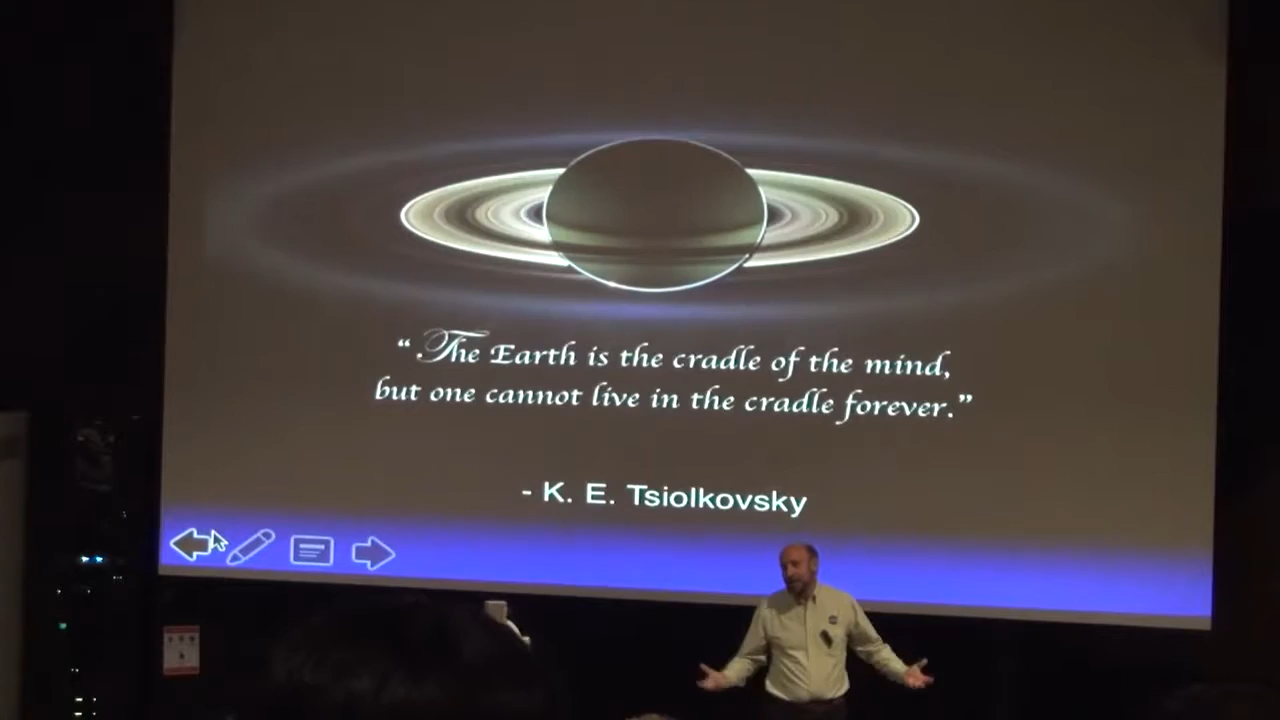 “The Earth is the cradle of the mind,
but one cannot live in the cradle forever.”
- K. E. Tsiolkovsky